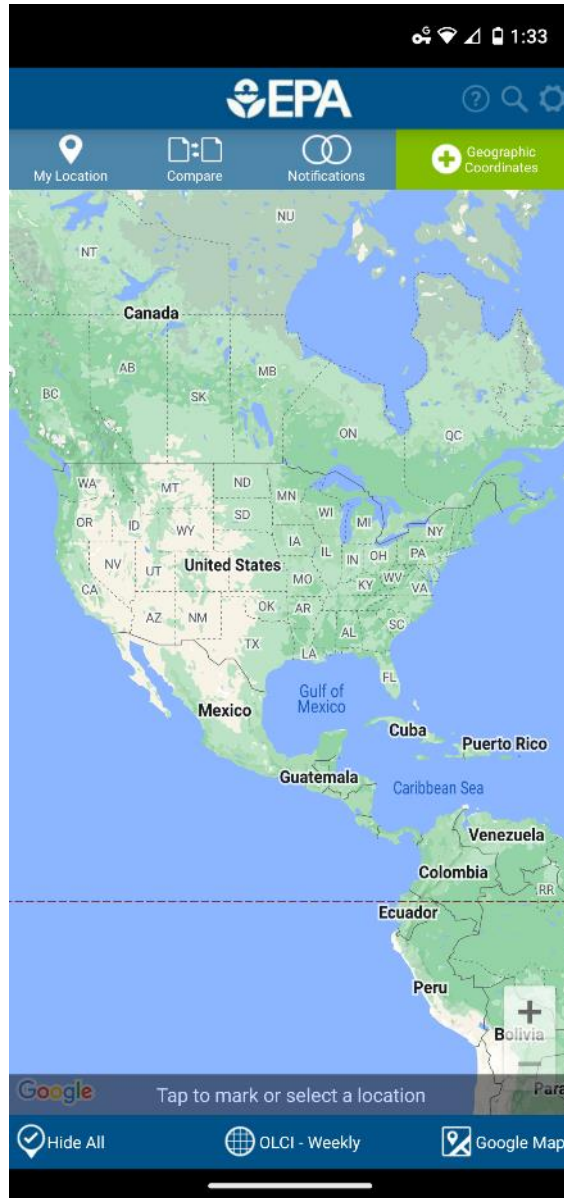 1:33
EPA
?
My Location
Compare
Notifications
Geographic
Coordinates
NU
NT
Canada
AB
MB
BC
SK
ON
QC
WA
MT
ND
MN
OR
ID
SD
WI
MI
WY
NY
IA
NV
UT
United States
IL
IN
OH
PA
CA
MO
KY
WV
VA
AZ
NM
OK
AR
SC
TX
AL
LA
FL
Gulf of
Mexico
Mexico
Cuba
Puerto Rico
Guatemala
Caribbean Sea
Venezuela
Colombia
RR
Ecuador
Peru
+
Bolivia
−
Google
Tap to mark or select a location
Para
Hide All
OLCI - Weekly
Google Map